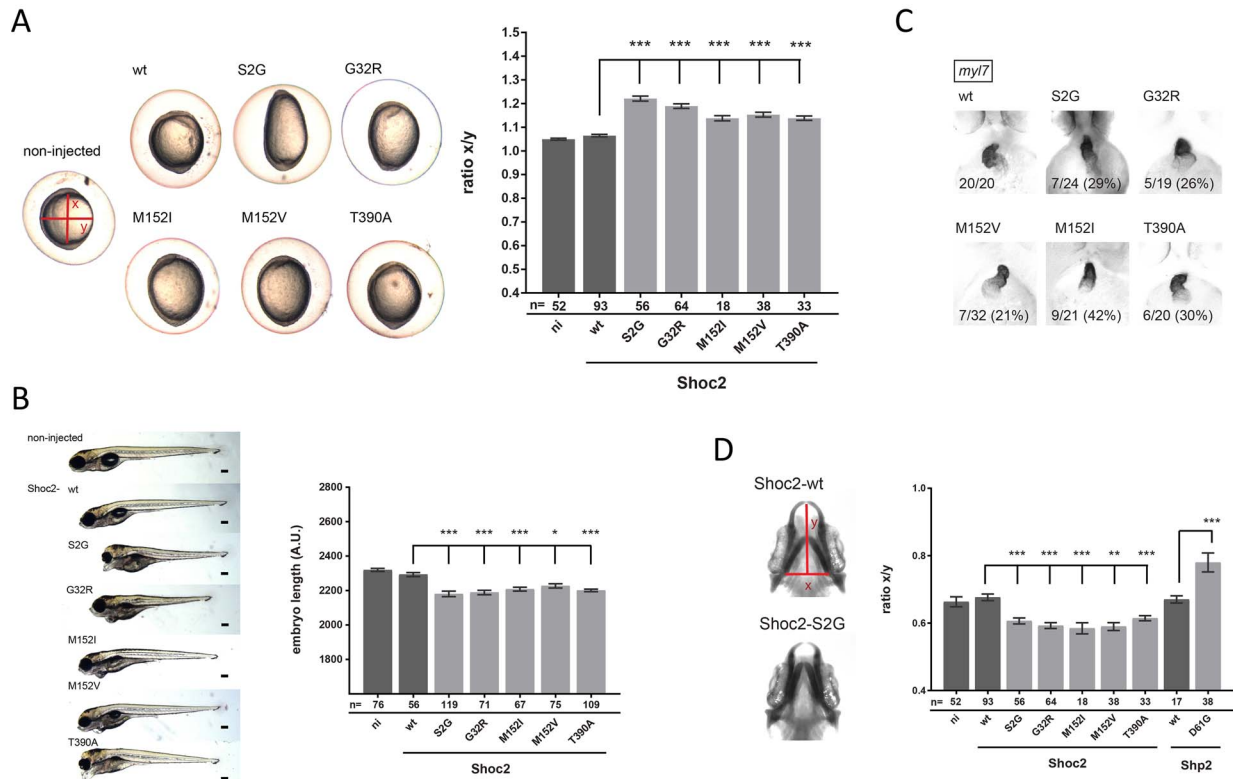 A
non-injected
x
y
wt
S2G
G32R
M152I
M152V
T390A
ratio x/y
1.5
1.4
1.3
1.2
1.1
1.0
0.9
0.8
0.7
0.6
0.5
0.4
*** *** *** *** ***
n= 52 93 56 64 18 38 33
ni wt S2G G32R M152I M152V T390A
Shoc2
C
myl7
wt S2G G32R
20/20 7/24 (29%) 5/19 (26%)
M152V M152I T390A
7/32 (21%) 9/21 (42%) 6/20 (30%)
B
non-injected
Shoc2- wt
S2G
G32R
M152I
M152V
T390A
embryo length (A.U.)
2800
2600
2400
2200
2000
1800
*** *** *** * ***
n= 76 56 119 71 67 75 109
ni wt S2G G32R M152I M152V T390A
Shoc2
D
Shoc2-wt
y
x
Shoc2-S2G
ratio x/y
1.0
0.8
0.6
0.4
*** *** *** ** *** ***
n= 52 93 56 64 18 38 33 17 38
ni wt S2G G32R M152I M152V T390A wt D61G
Shoc2 Shp2